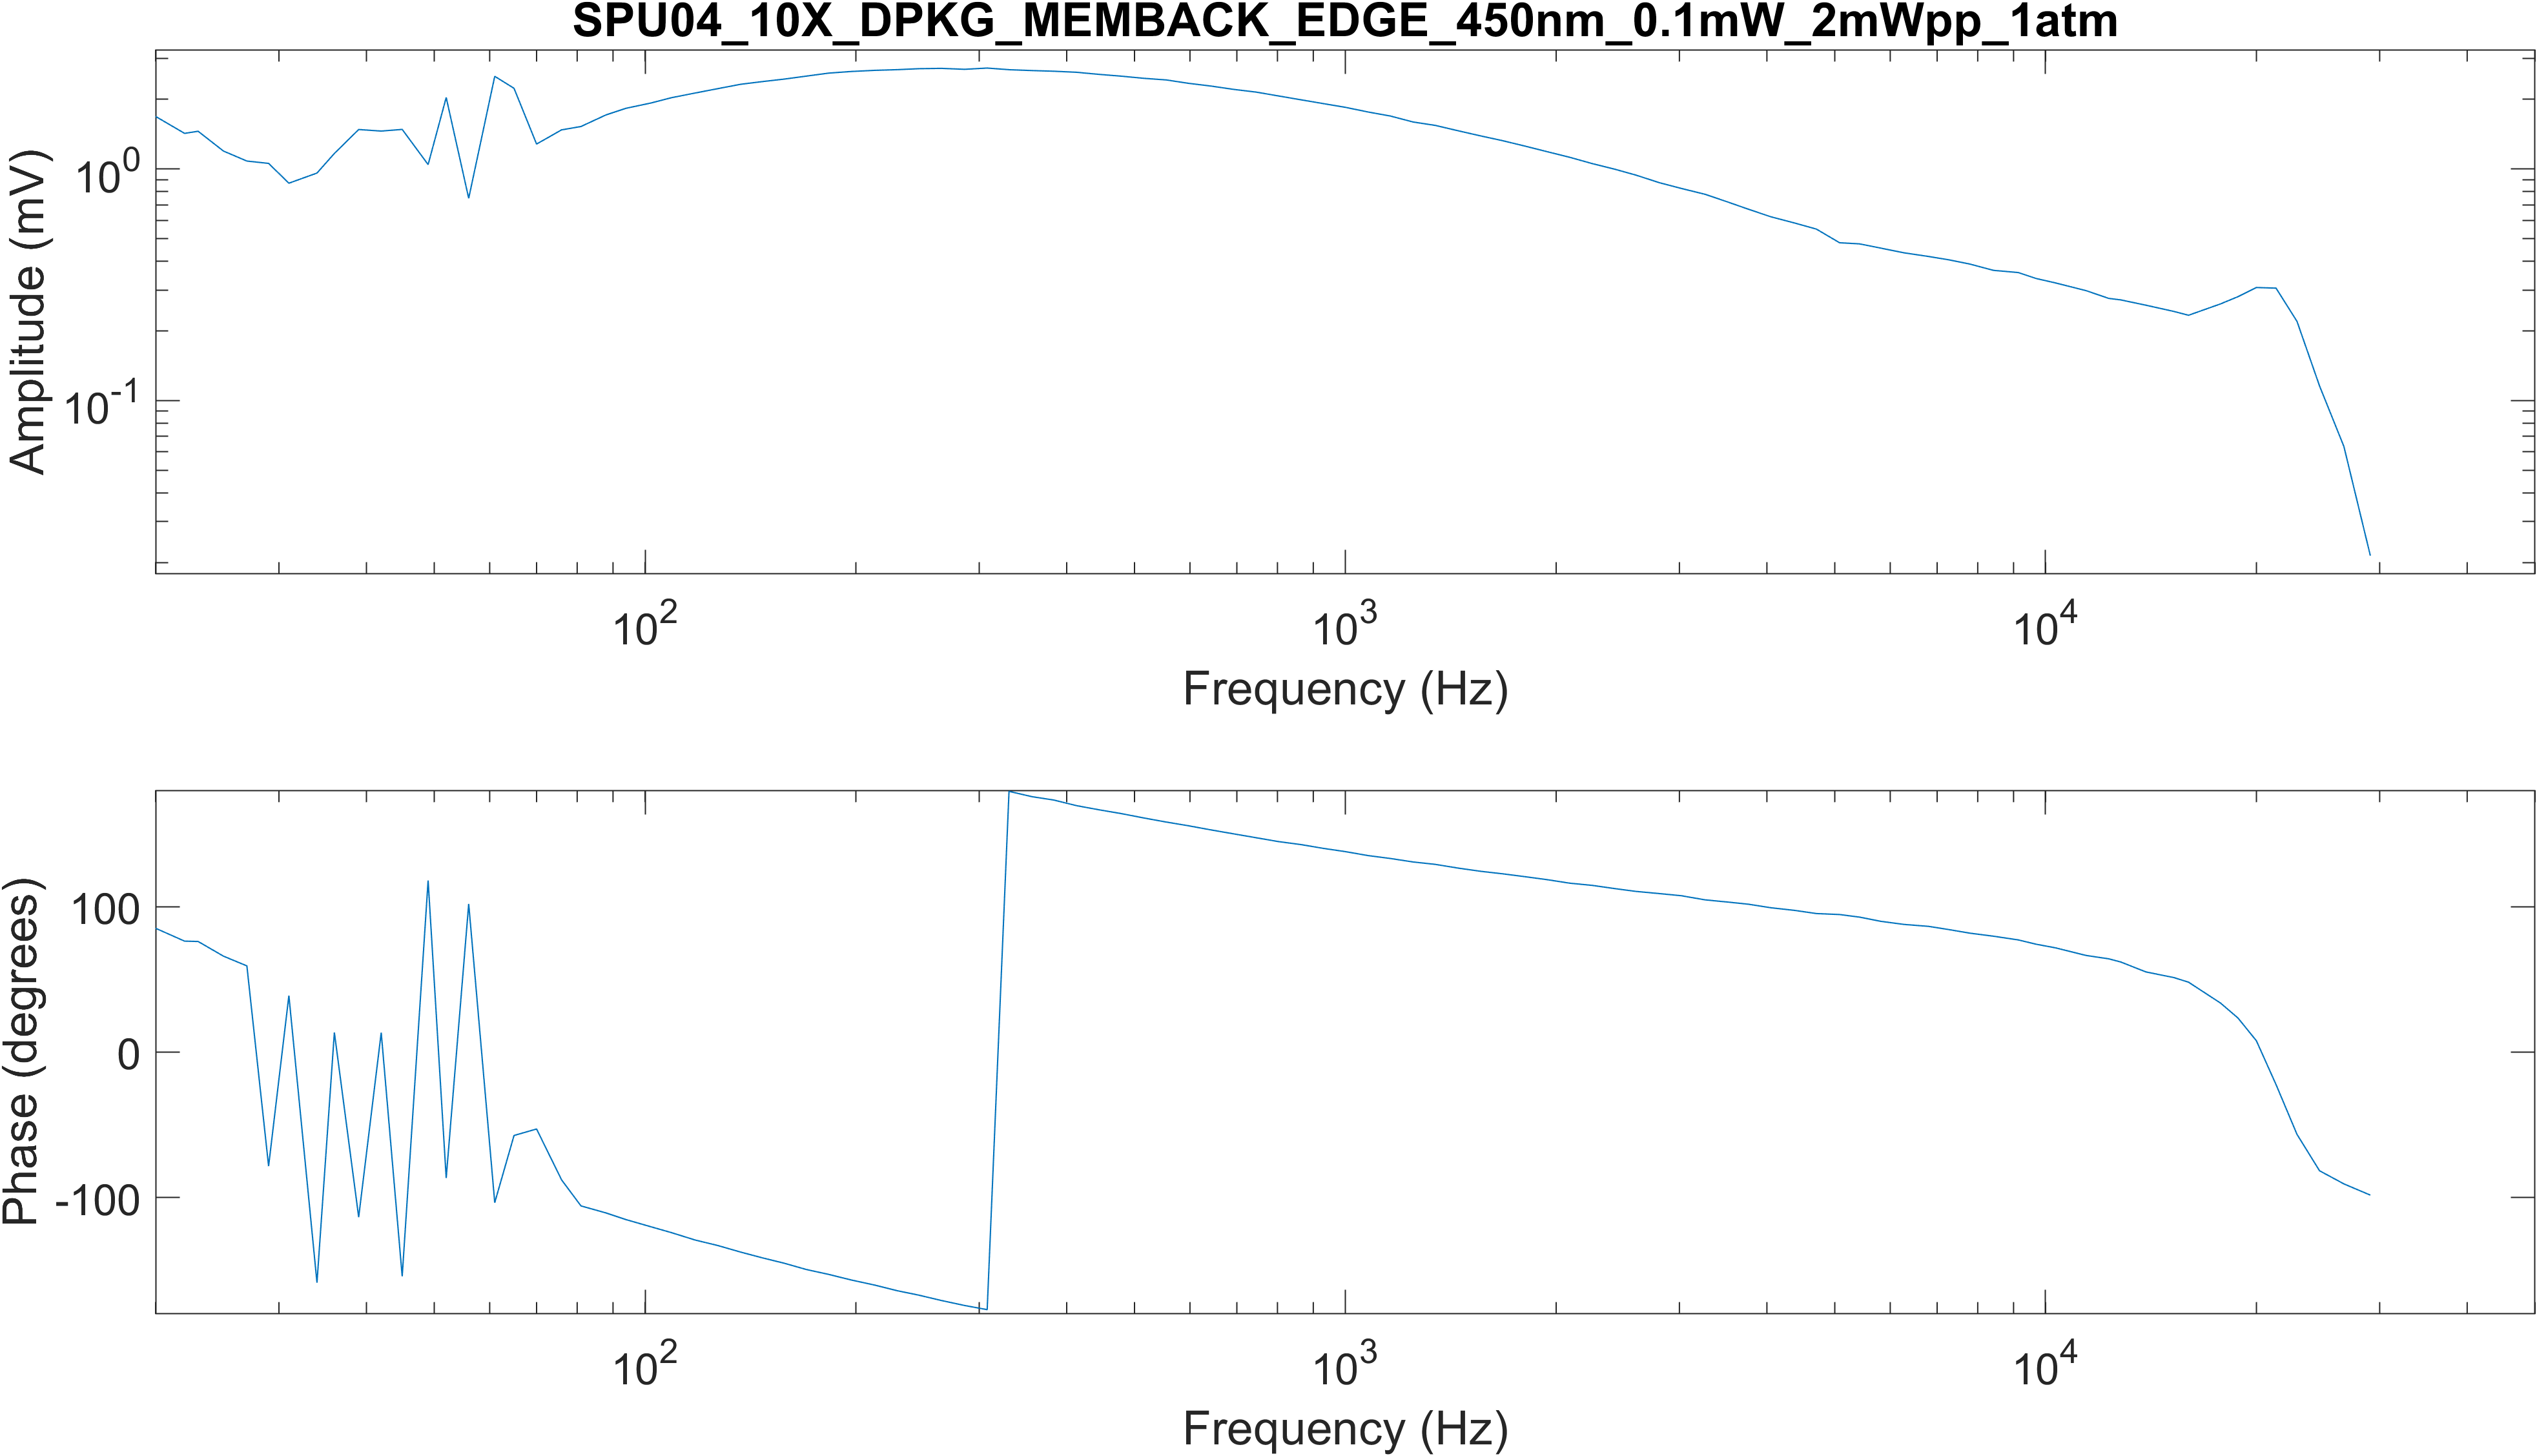 SPU04_10X_DPKG_MEMBACK_EDGE_450nm_0.1mW_2mWpp_1atm
Amplitude (mV)
10^0
10^-1
10^2
10^3
10^4
Frequency (Hz)
Phase (degrees)
100
0
-100
10^2
10^3
10^4
Frequency (Hz)